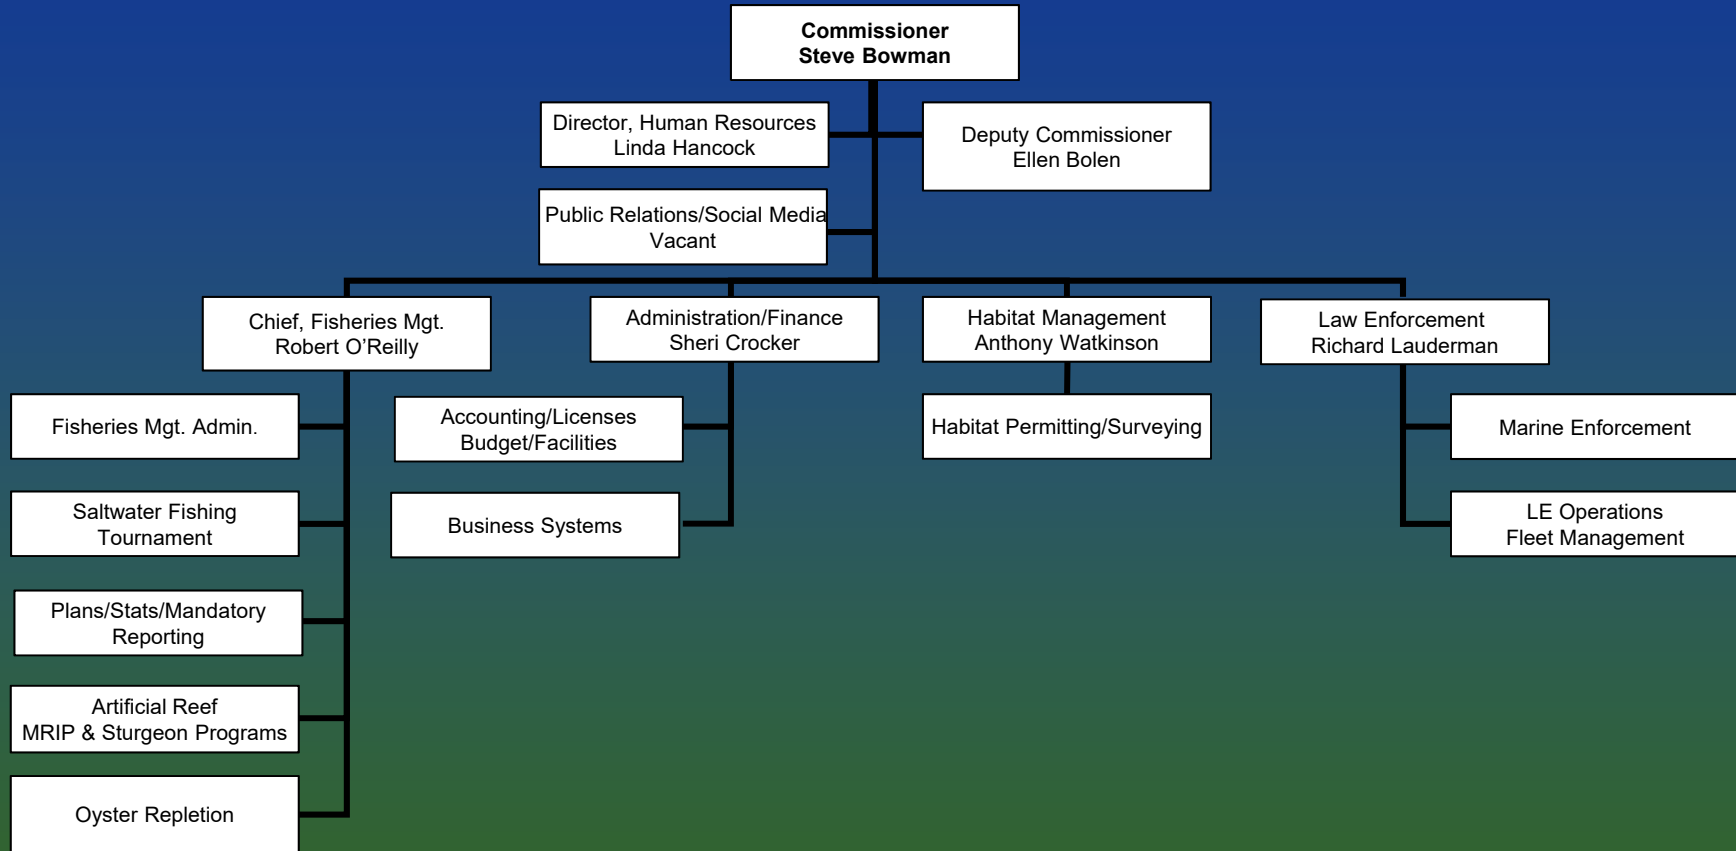 Commissioner
Steve Bowman
Director, Human Resources
Linda Hancock
Deputy Commissioner
Ellen Bolen
Public Relations/Social Media
Vacant
Chief, Fisheries Mgt.
Robert O'Reilly
Administration/Finance
Sheri Crocker
Habitat Management
Anthony Watkinson
Law Enforcement
Richard Lauderman
Fisheries Mgt. Admin.
Saltwater Fishing
Tournament
Plans/Stats/Mandatory
Reporting
Artificial Reef
MRIP & Sturgeon Programs
Oyster Repletion
Accounting/Licenses
Budget/Facilities
Business Systems
Habitat Permitting/Surveying
Marine Enforcement
LE Operations
Fleet Management